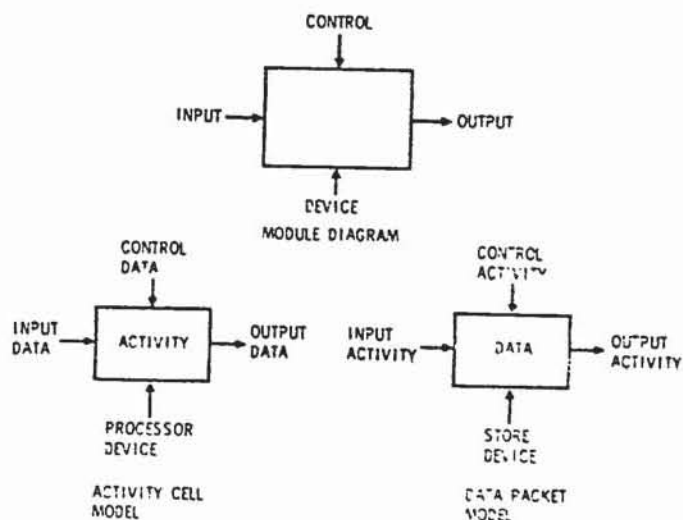 CONTROL
INPUT
OUTPUT
DEVICE
MODULE DIAGRAM
CONTROL
DATA
INPUT
DATA
ACTIVITY
OUTPUT
DATA
PROCESSOR
DEVICE
ACTIVITY CELL
MODEL
CONTROL
ACTIVITY
INPUT
ACTIVITY
DATA
OUTPUT
ACTIVITY
STORE
DEVICE
DATA PACKET
MODEL